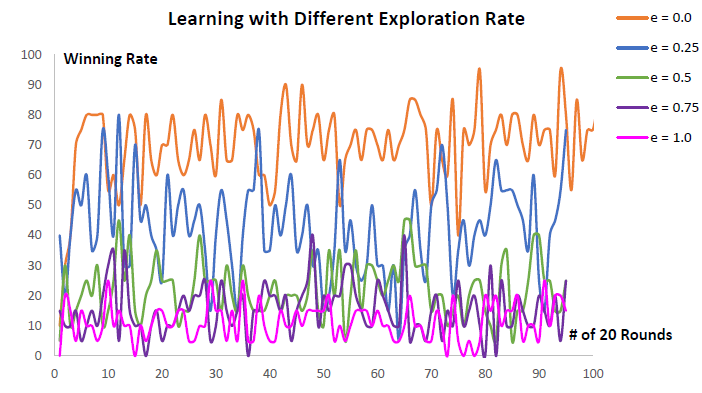 Learning with Different Exploration Rate
Winning Rate
100
90
80
70
60
50
40
30
20
10
0
0 10 20 30 40 50 60 70 80 90 100
# of 20 Rounds
e = 0.0
e = 0.25
e = 0.5
e = 0.75
e = 1.0